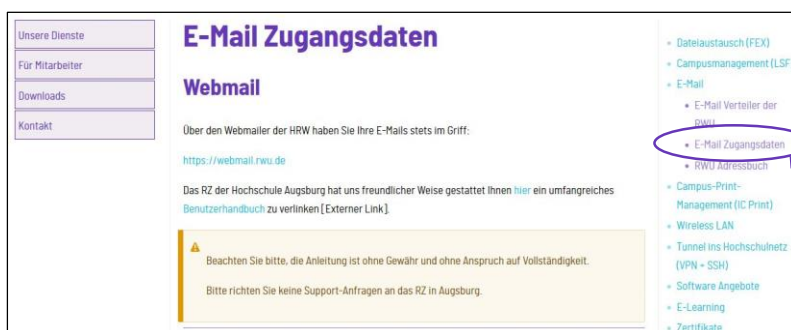 Unsere Dienste
Für Mitarbeiter
Downloads
Kontakt
E-Mail Zugangsdaten
Webmail
Über den Webmailer der HRW haben Sie Ihre E-Mails stets im Griff:
https://webmail.rwu.de
Das RZ der Hochschule Augsburg hat uns freundlicher Weise gestattet Ihnen hier ein umfangreiches
Benutzerhandbuch zu verlinken [Externer Link].
Beachten Sie bitte, die Anleitung ist ohne Gewähr und ohne Anspruch auf Vollständigkeit.
Bitte richten Sie keine Support-Anfragen an das RZ in Augsburg.
Dateiaustausch (FEX)
Campusmanagement (LSF
E-Mail
E-Mail Verteiler der
RWU
E-Mail Zugangsdaten
RWU Adressbuch
Campus-Print-
Management (IC Print)
Wireless LAN
Tunnel ins Hochschulnetz
(VPN + SSH)
Software Angebote
E-Learning
Zertifikate